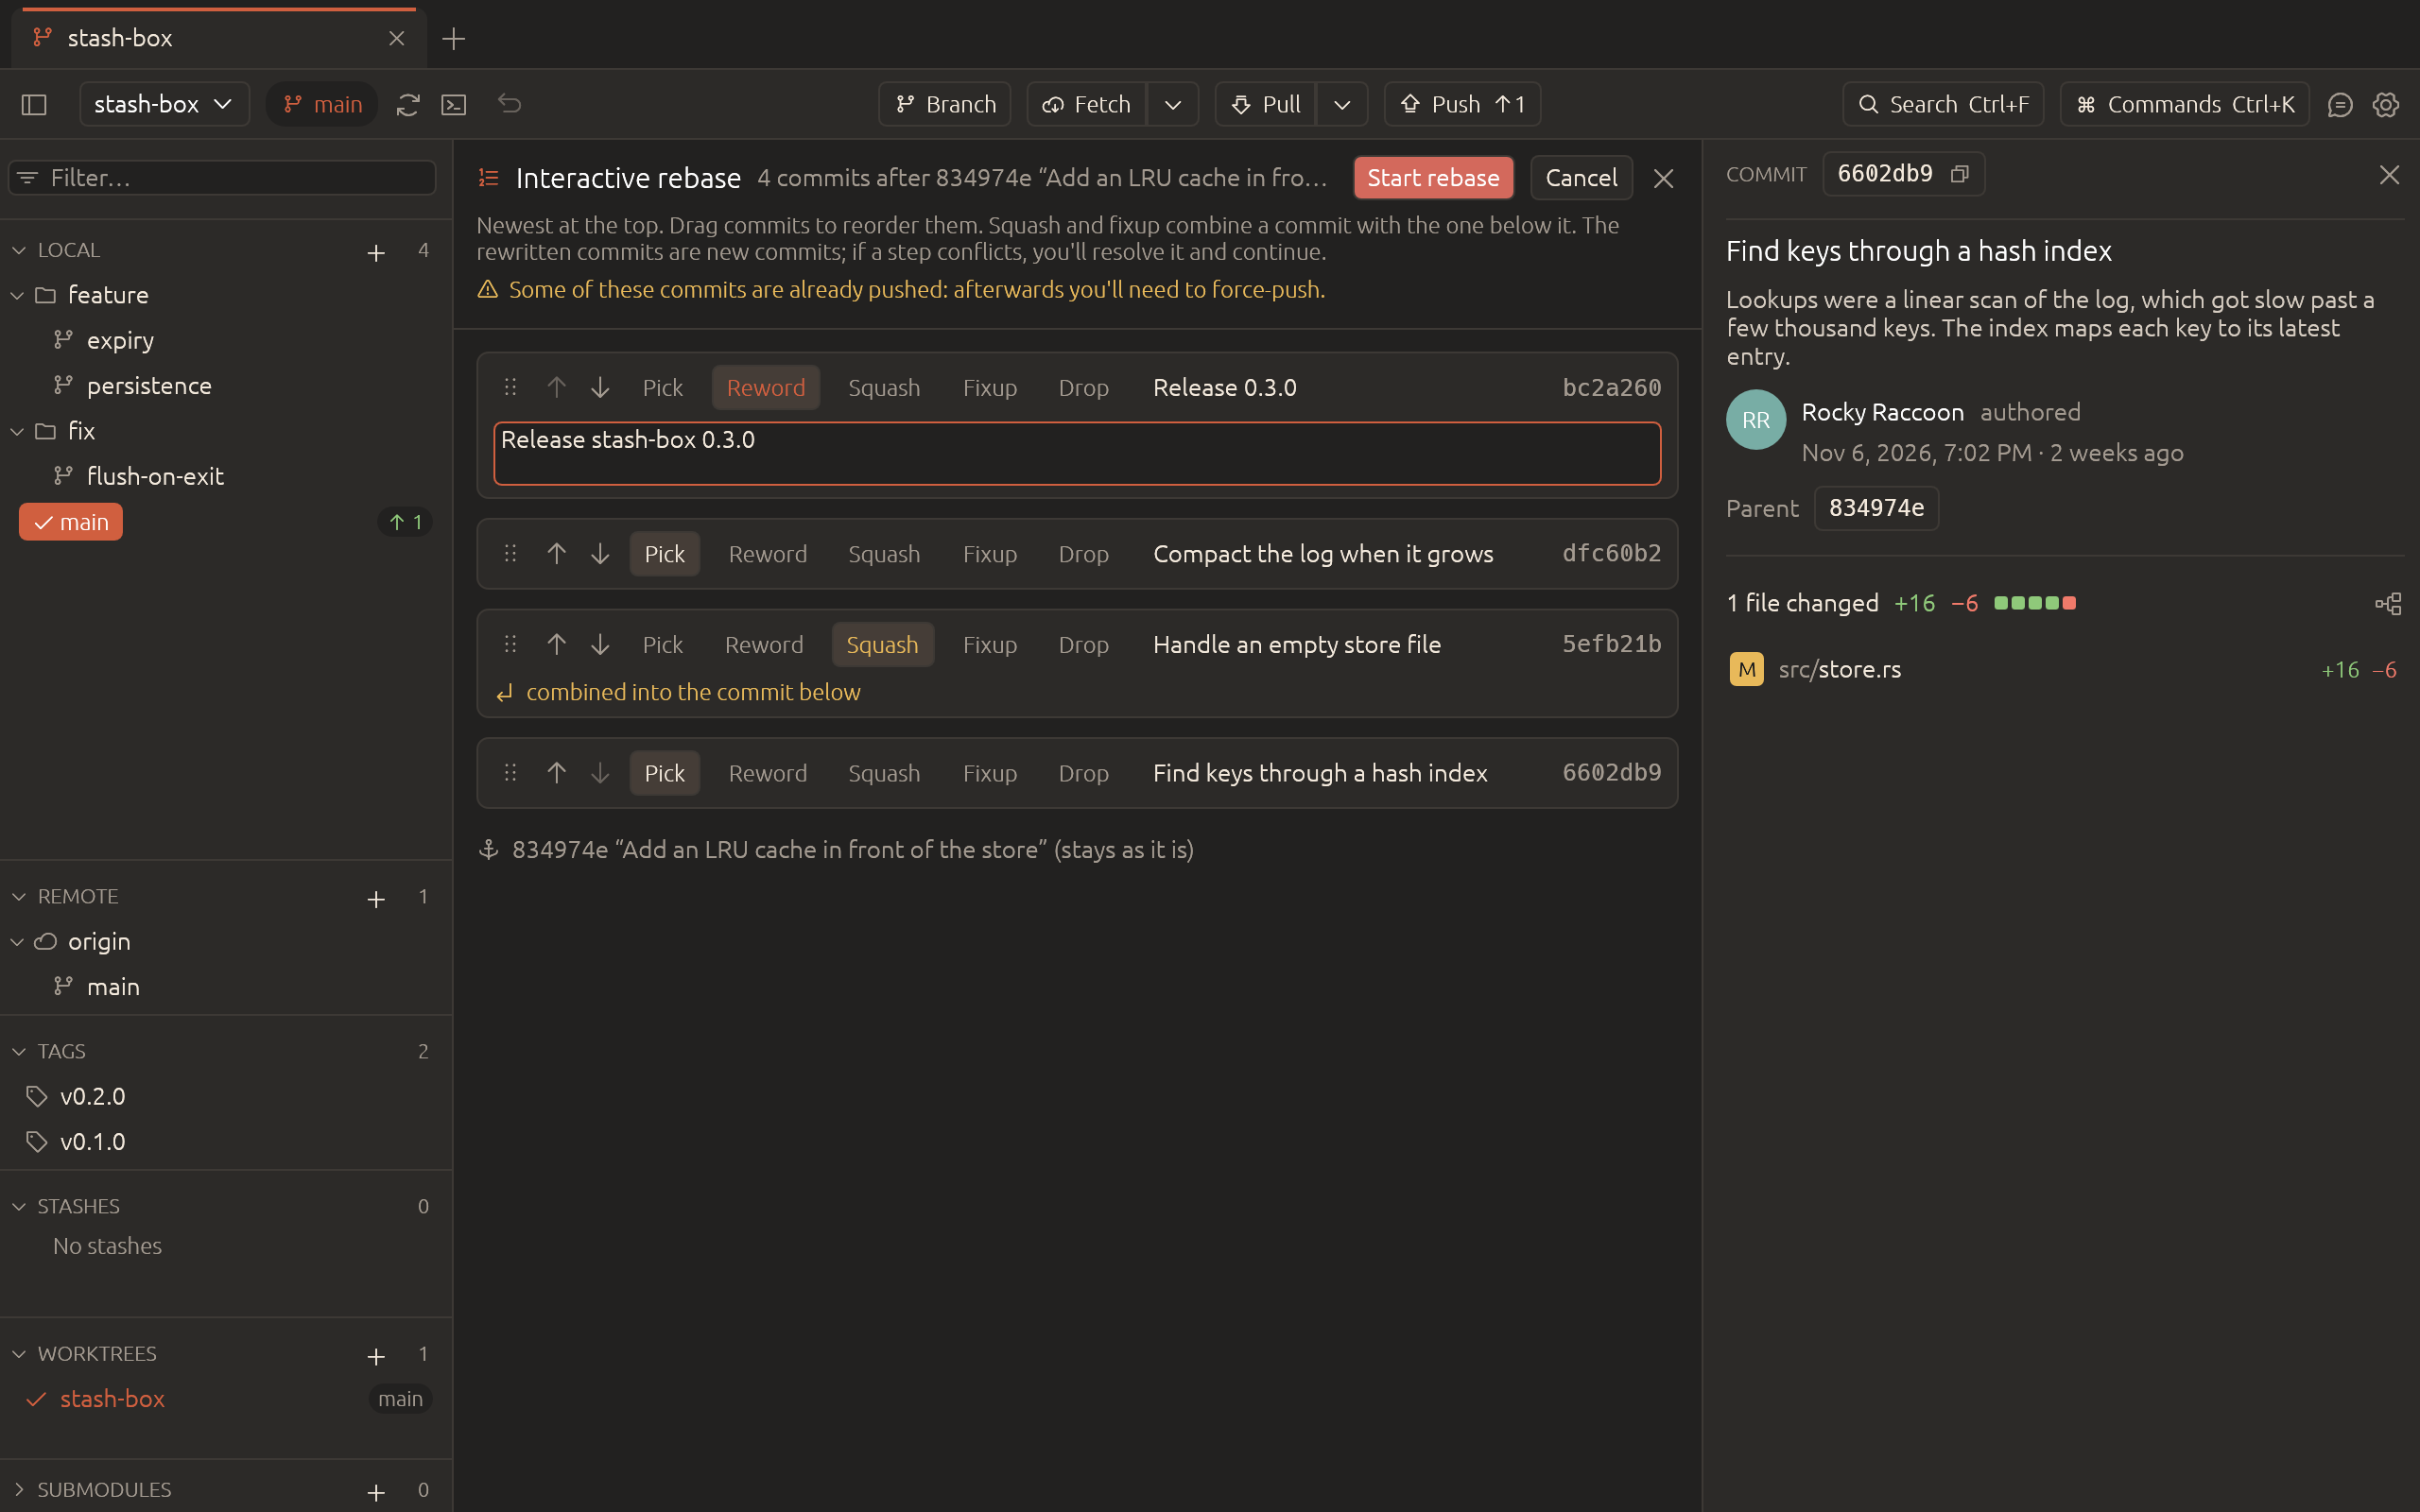 stash-box
stash-box
main
Branch
Fetch
Pull
Push ↑1
Search Ctrl+F
Commands Ctrl+K
Filter…
LOCAL 4
feature
expiry
persistence
fix
flush-on-exit
main ↑ 1
REMOTE 1
origin
main
TAGS 2
v0.2.0
v0.1.0
STASHES 0
No stashes
WORKTREES 1
stash-box main
SUBMODULES 0
Interactive rebase 4 commits after 834974e “Add an LRU cache in fro… Start rebase Cancel
Newest at the top. Drag commits to reorder them. Squash and fixup combine a commit with the one below it. The
rewritten commits are new commits; if a step conflicts, you'll resolve it and continue.
Some of these commits are already pushed: afterwards you'll need to force-push.
Pick Reword Squash Fixup Drop Release 0.3.0 bc2a260
Release stash-box 0.3.0
Pick Reword Squash Fixup Drop Compact the log when it grows dfc60b2
Pick Reword Squash Fixup Drop Handle an empty store file 5efb21b
combined into the commit below
Pick Reword Squash Fixup Drop Find keys through a hash index 6602db9
834974e “Add an LRU cache in front of the store” (stays as it is)
COMMIT 6602db9
Find keys through a hash index
Lookups were a linear scan of the log, which got slow past a
few thousand keys. The index maps each key to its latest
entry.
RR
Rocky Raccoon authored
Nov 6, 2026, 7:02 PM · 2 weeks ago
Parent 834974e
1 file changed +16 −6
M src/store.rs +16 −6